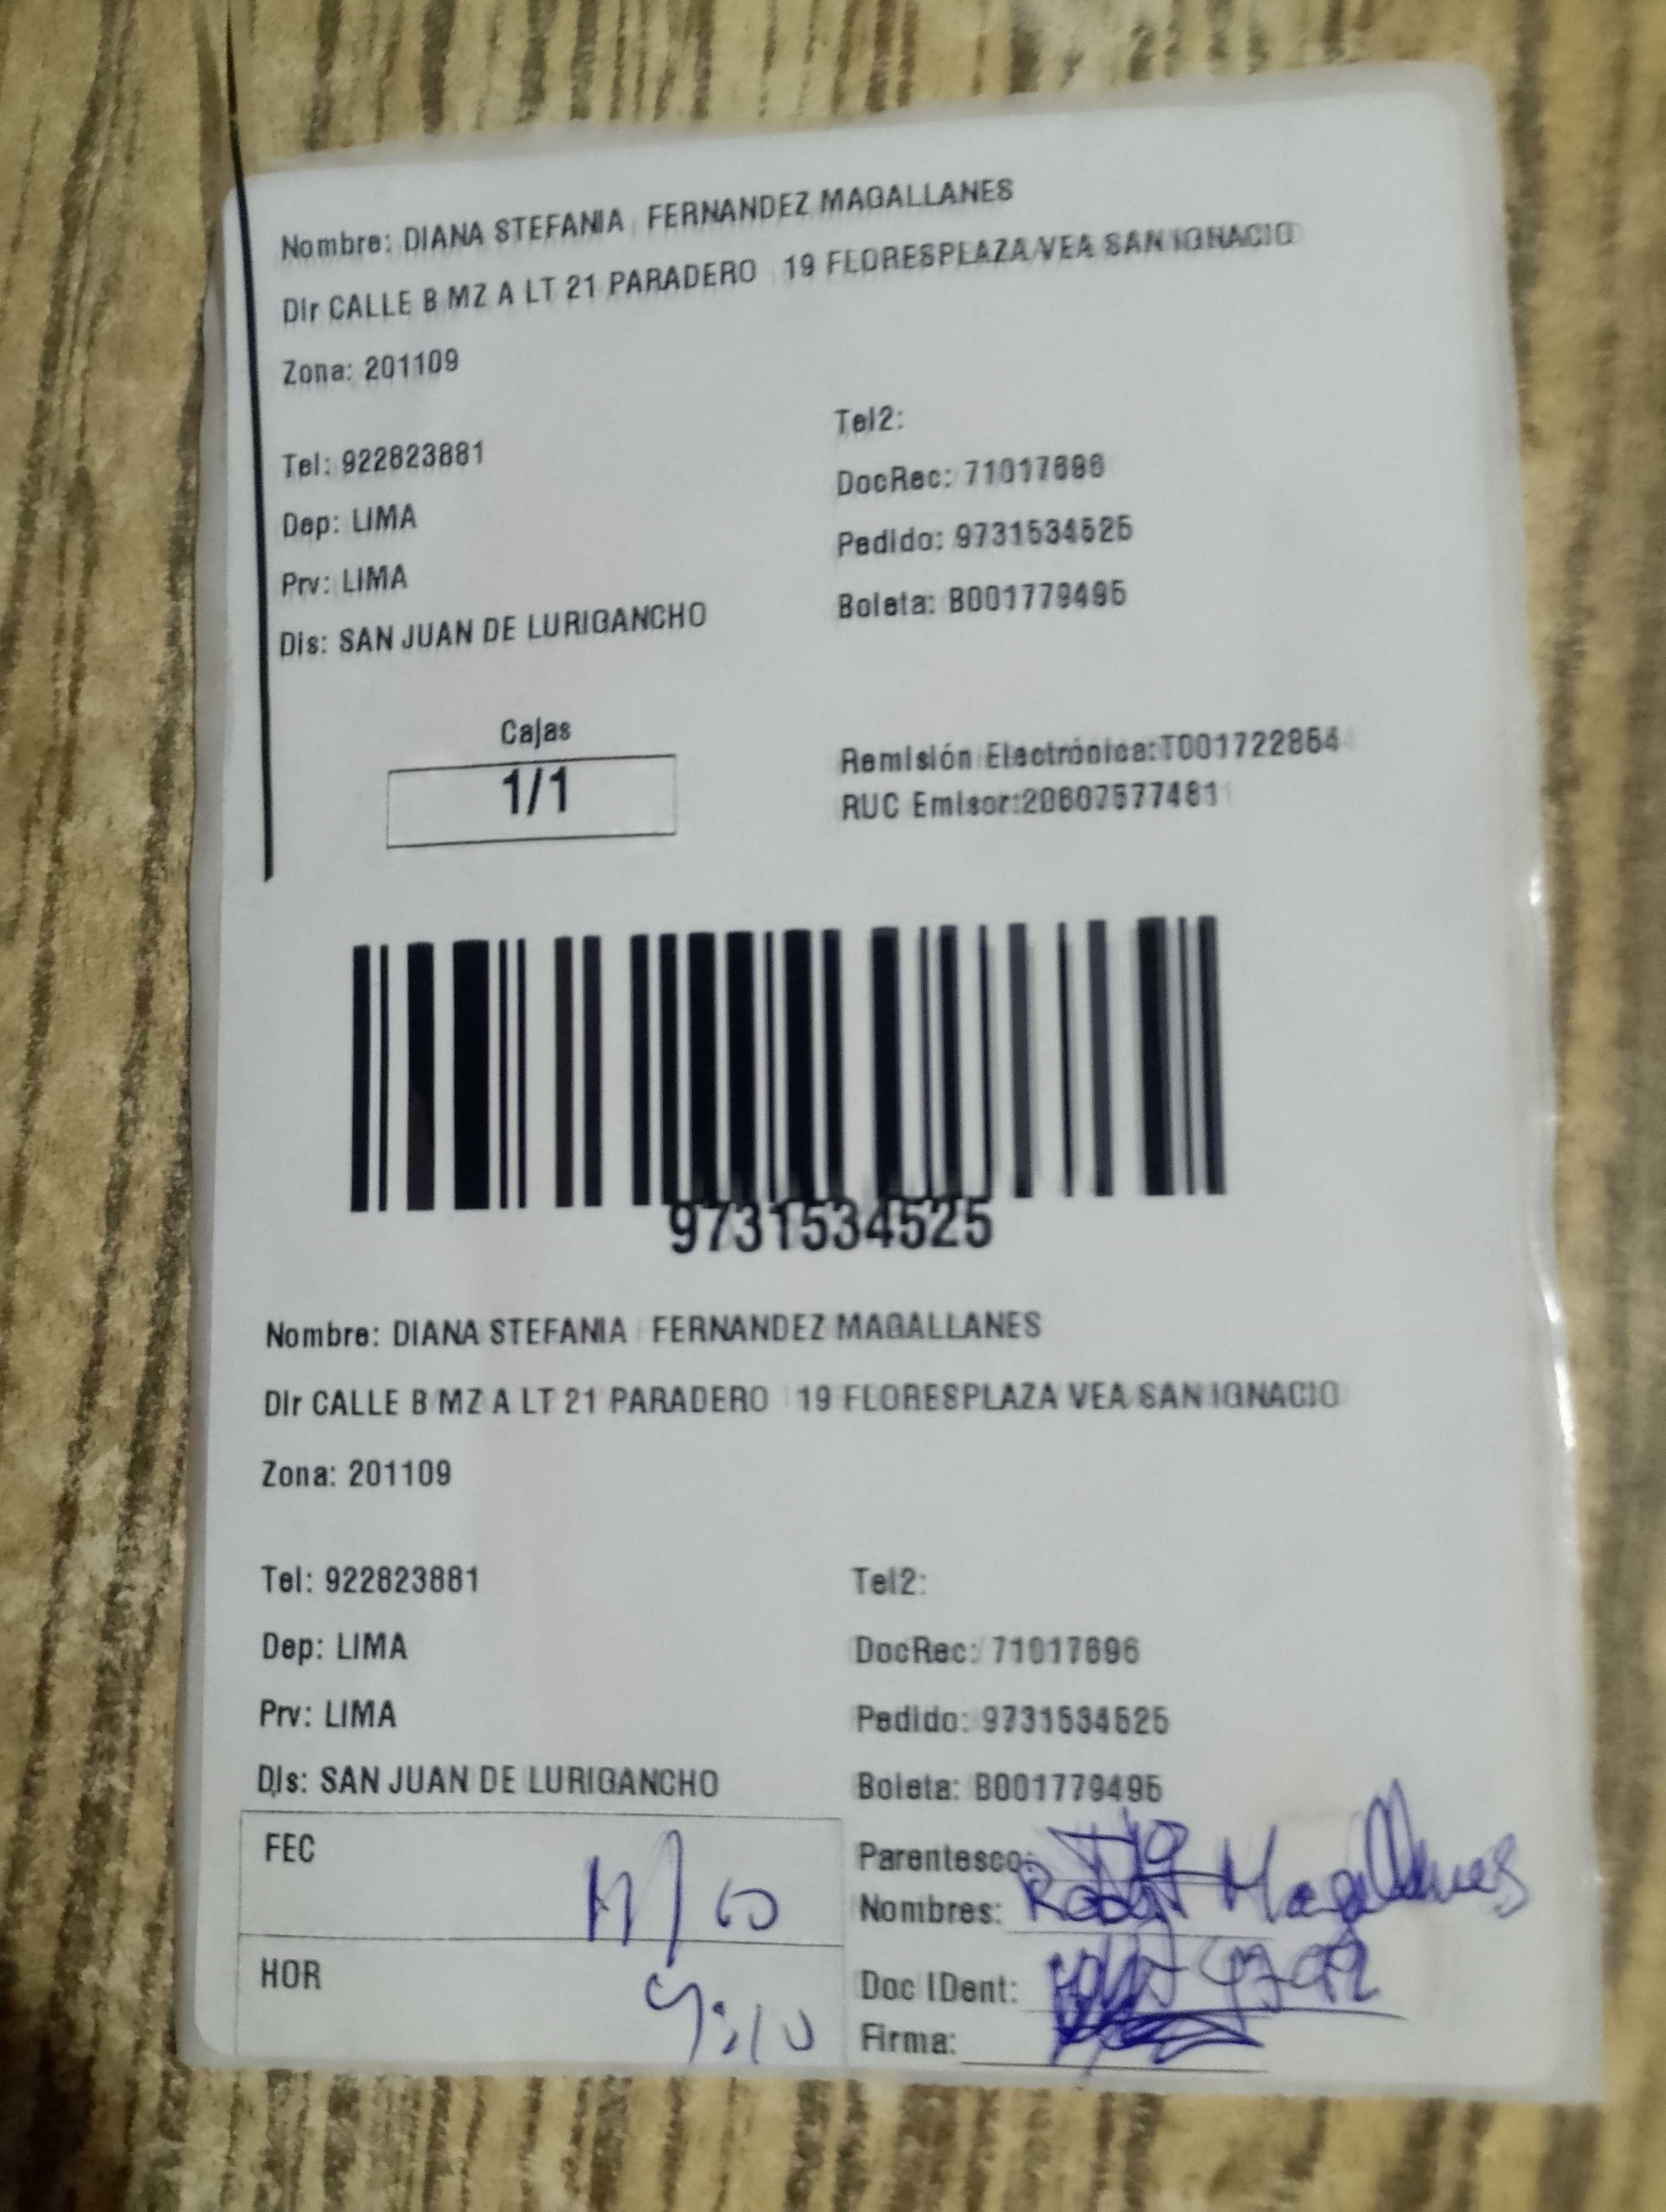 Nombre: DIANA STEFANIA FERNANDEZ MAGALLANES
Dir CALLE B MZ A LT 21 PARADERO 19 FLORESPLAZA VEA SAN IGNACIO
Zona: 201109
Tel: 922823881 Tel2:
Dep: LIMA DocRec: 71017696
Prv: LIMA Pedido: 9731534525
Dis: SAN JUAN DE LURIGANCHO Boleta: B001779495
Cajas
1/1
Remisión Electrónica:T001722864
RUC Emisor:20607577481
9731534525
Nombre: DIANA STEFANIA FERNANDEZ MAGALLANES
Dir CALLE B MZ A LT 21 PARADERO 19 FLORESPLAZA VEA SAN IGNACIO
Zona: 201109
Tel: 922823881 Tel2:
Dep: LIMA DocRec: 71017696
Prv: LIMA Pedido: 9731534525
Dis: SAN JUAN DE LURIGANCHO Boleta: B001779495
FEC Parentesco:
Nombres: Magallanes
HOR Doc IDent:
Firma: